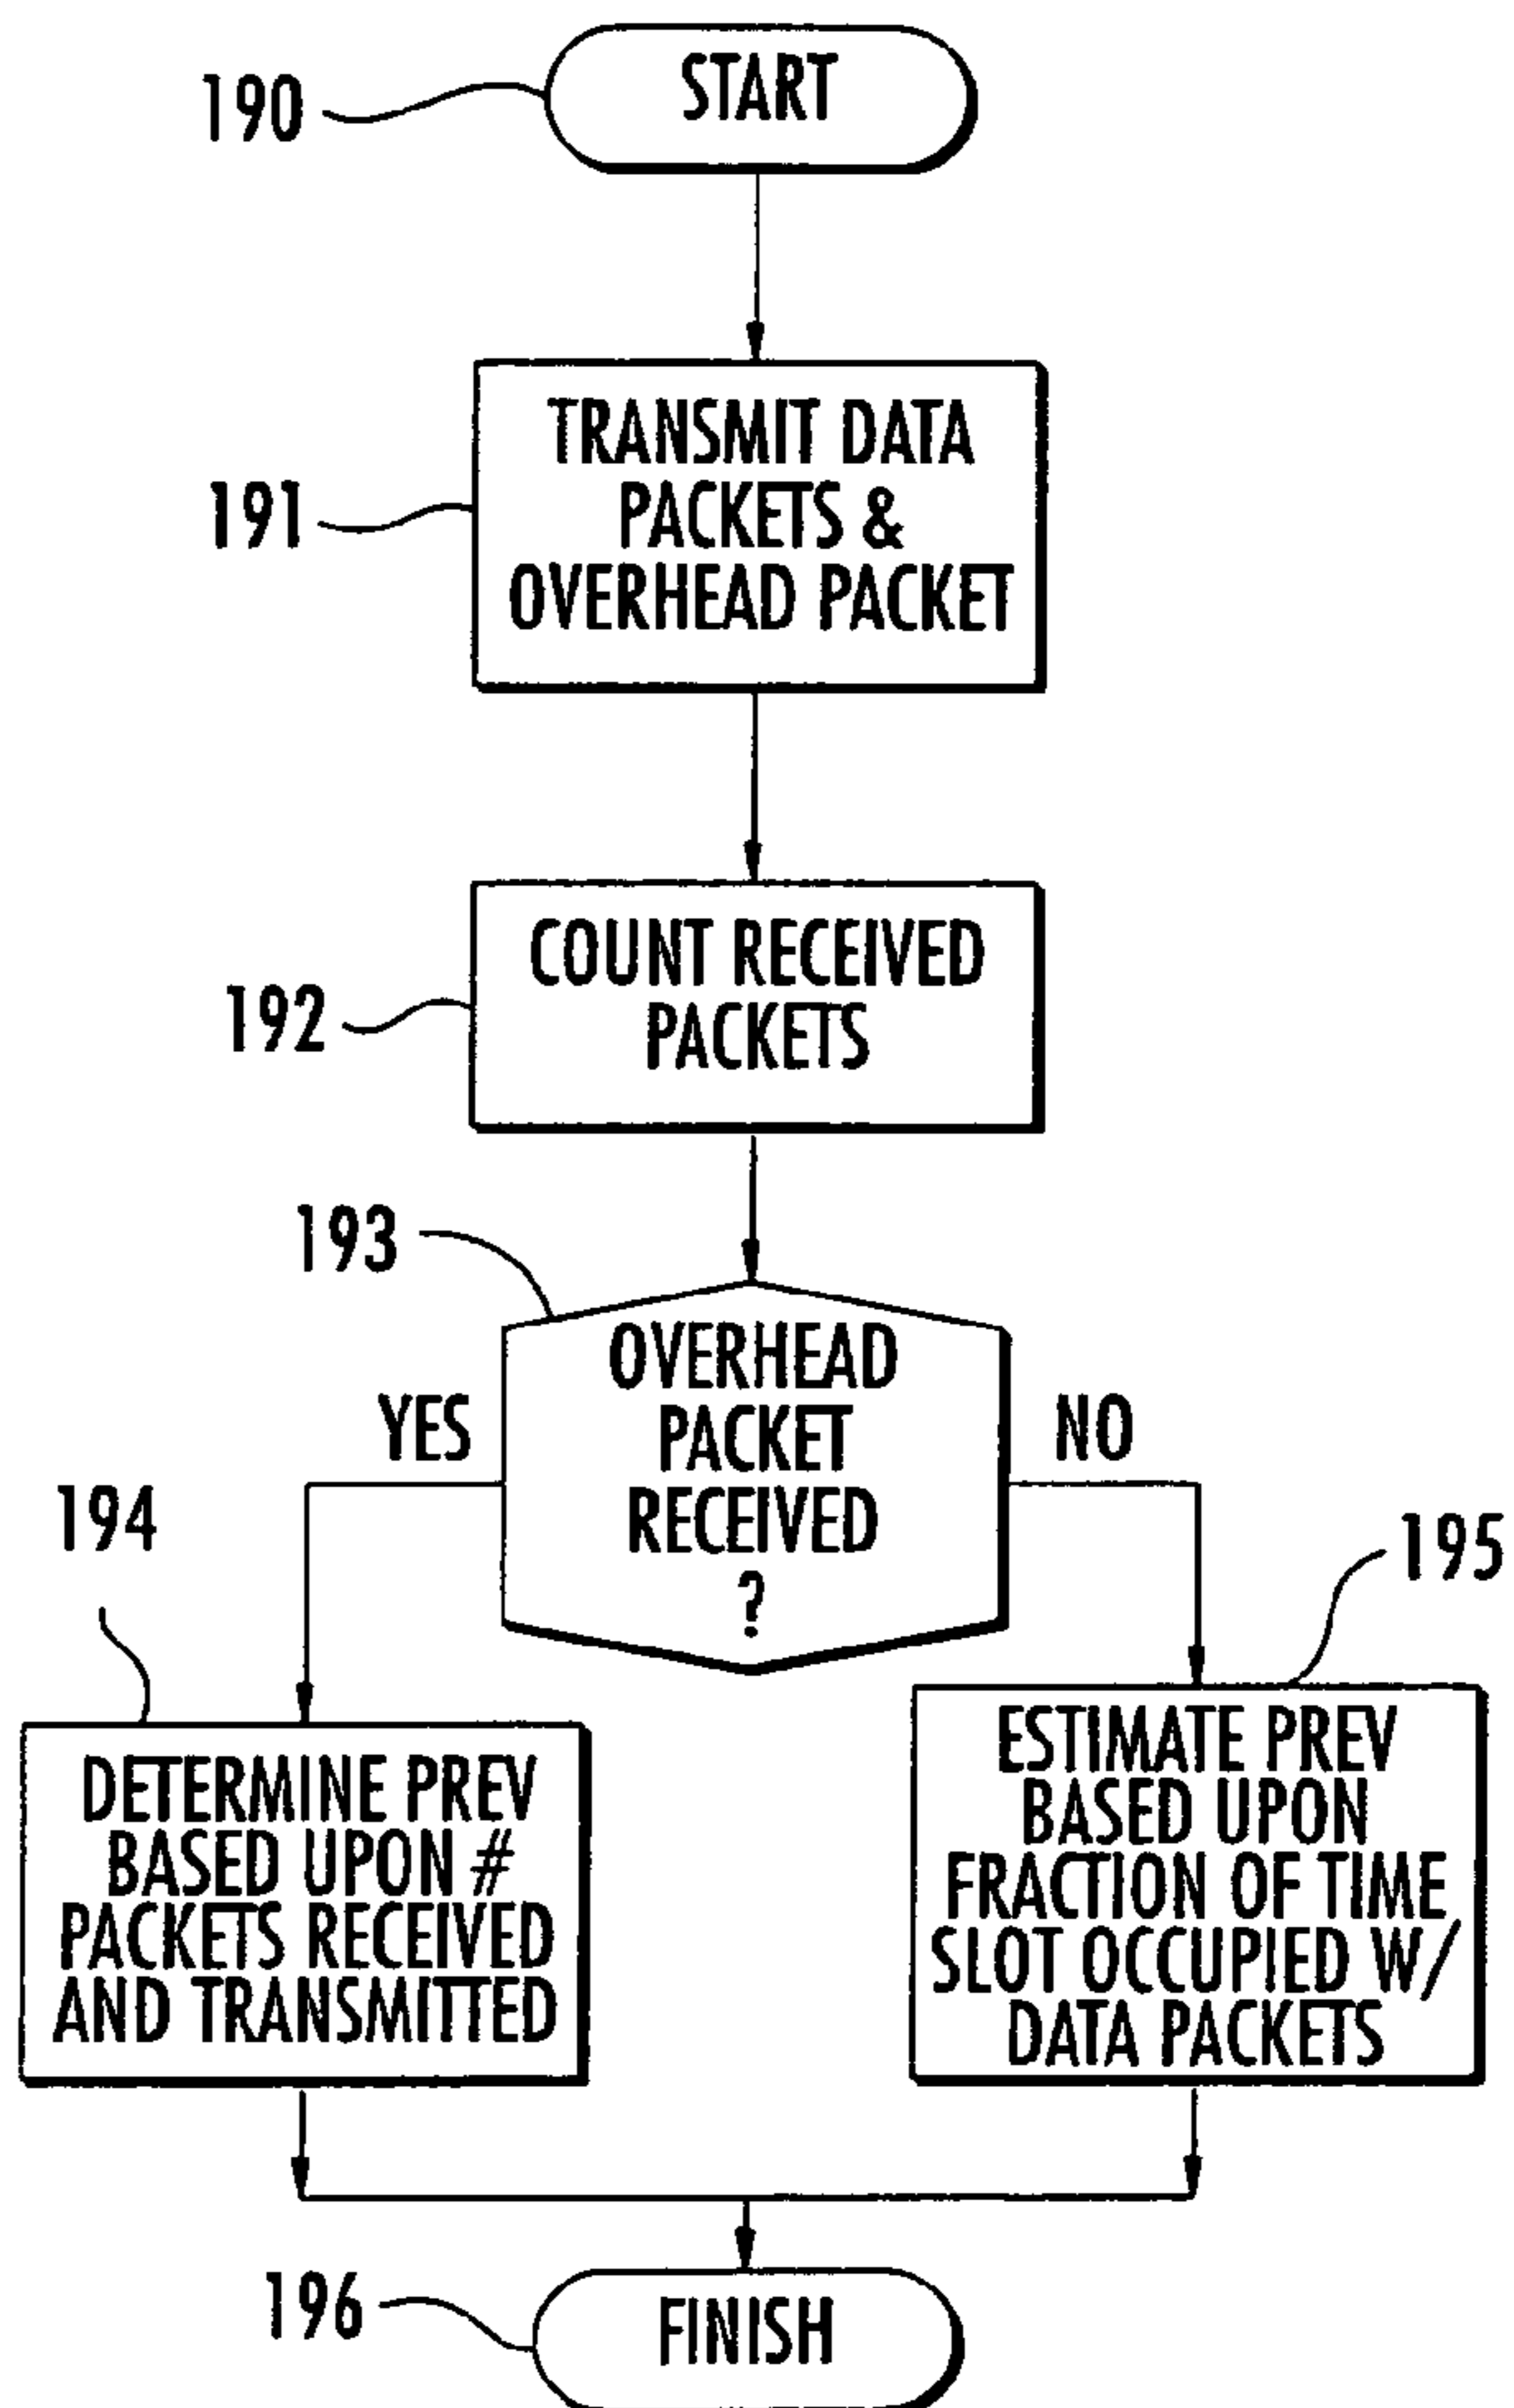 START
190
TRANSMIT DATA
PACKETS &
OVERHEAD PACKET
191
COUNT RECEIVED
PACKETS
192
193
OVERHEAD
PACKET
RECEIVED
?
YES
NO
194
195
DETERMINE PREV
BASED UPON #
PACKETS RECEIVED
AND TRANSMITTED
ESTIMATE PREV
BASED UPON
FRACTION OF TIME
SLOT OCCUPIED W/
DATA PACKETS
196
FINISH